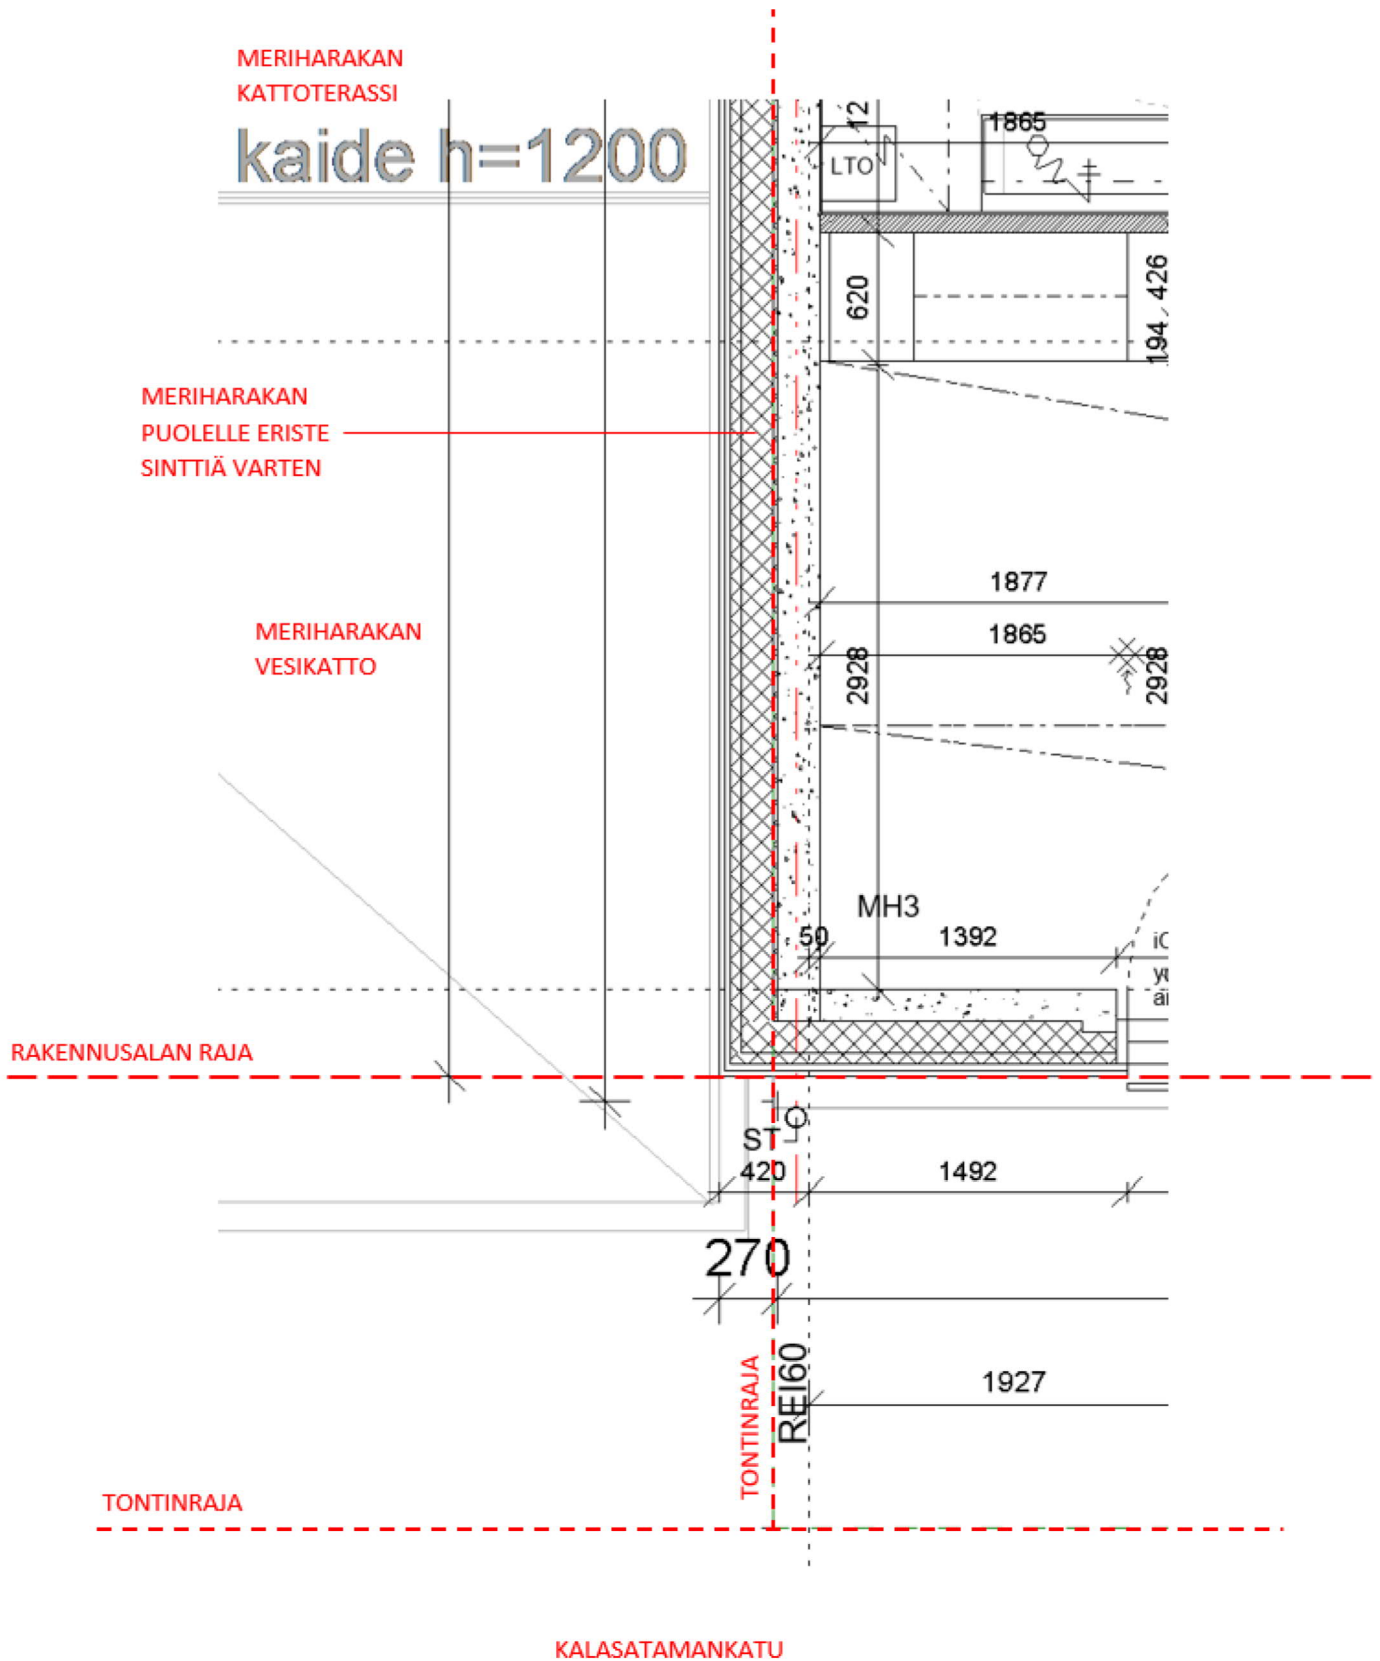 MERIHARAKAN
KATTOTERASSI
kaide h=1200
12
1865
LTO
620
426
194
MERIHARAKAN
PUOLELLE ERISTE
SINTTIÄ VARTEN
1877
1865
2928
2928
MERIHARAKAN
VESIKATTO
MH3
50
1392
RAKENNUSALAN RAJA
ST
420
1492
270
REI60
1927
TONTINRAJA
TONTINRAJA
KALASATAMANKATU